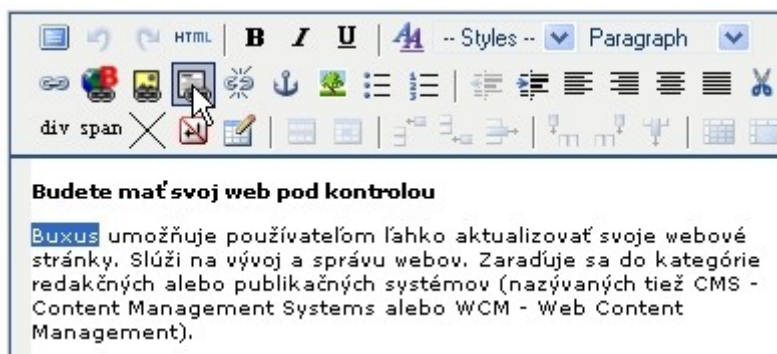 HTML B I U A -- Styles -- Paragraph
div span
Budete mať svoj web pod kontrolou
Buxus umožňuje používateľom ľahko aktualizovať svoje webové
stránky. Slúži na vývoj a správu webov. Zaraďuje sa do kategórie
redakčných alebo publikačných systémov (nazývaných tiež CMS -
Content Management Systems alebo WCM - Web Content
Management).